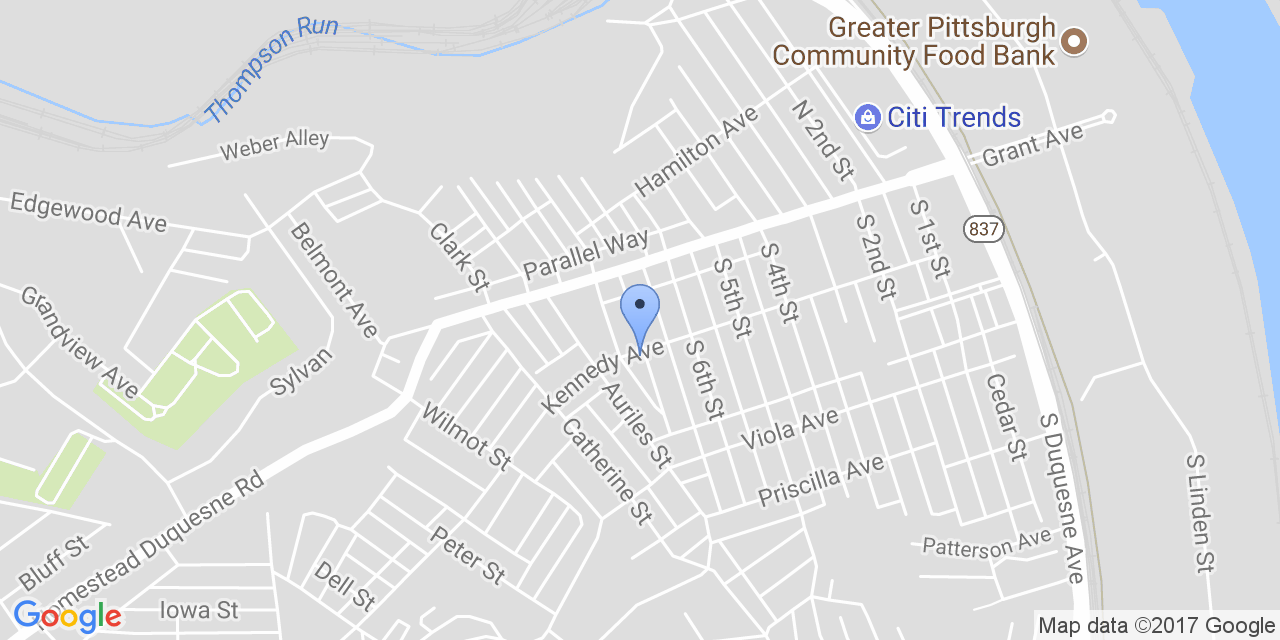 Greater Pittsburgh
Community Food Bank
Thompson Run
Citi Trends
Weber Alley
Hamilton Ave
N 2nd St
Grant Ave
Edgewood Ave
Belmont Ave
Clark St
Parallel Way
S 5th St
S 4th St
S 2nd St
S 1st St
837
Grandview Ave
Sylvan
Kennedy Ave
S 6th St
Auriles St
Wilmot St
Catherine St
Viola Ave
Cedar St
Priscilla Ave
S Duquesne Ave
S Linden St
Homestead Duquesne Rd
Bluff St
Peter St
Patterson Ave
Dell St
Iowa St
Google
Map data ©2017 Google